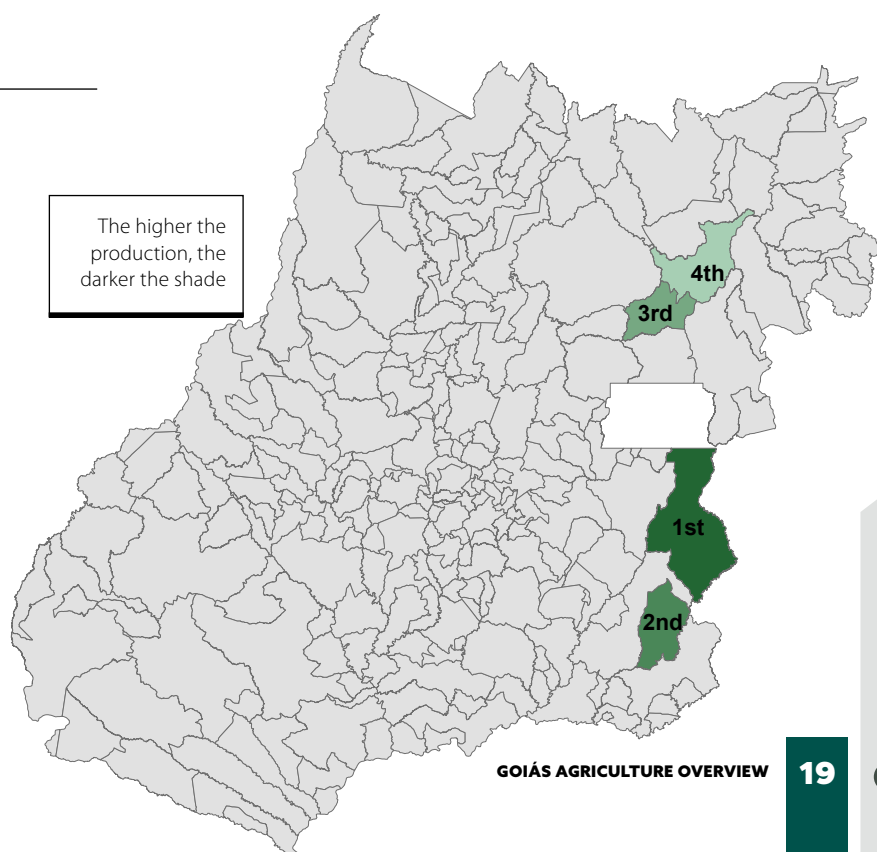 The higher the
production, the
darker the shade
4th
3rd
1st
2nd
GOIÁS AGRICULTURE OVERVIEW 19